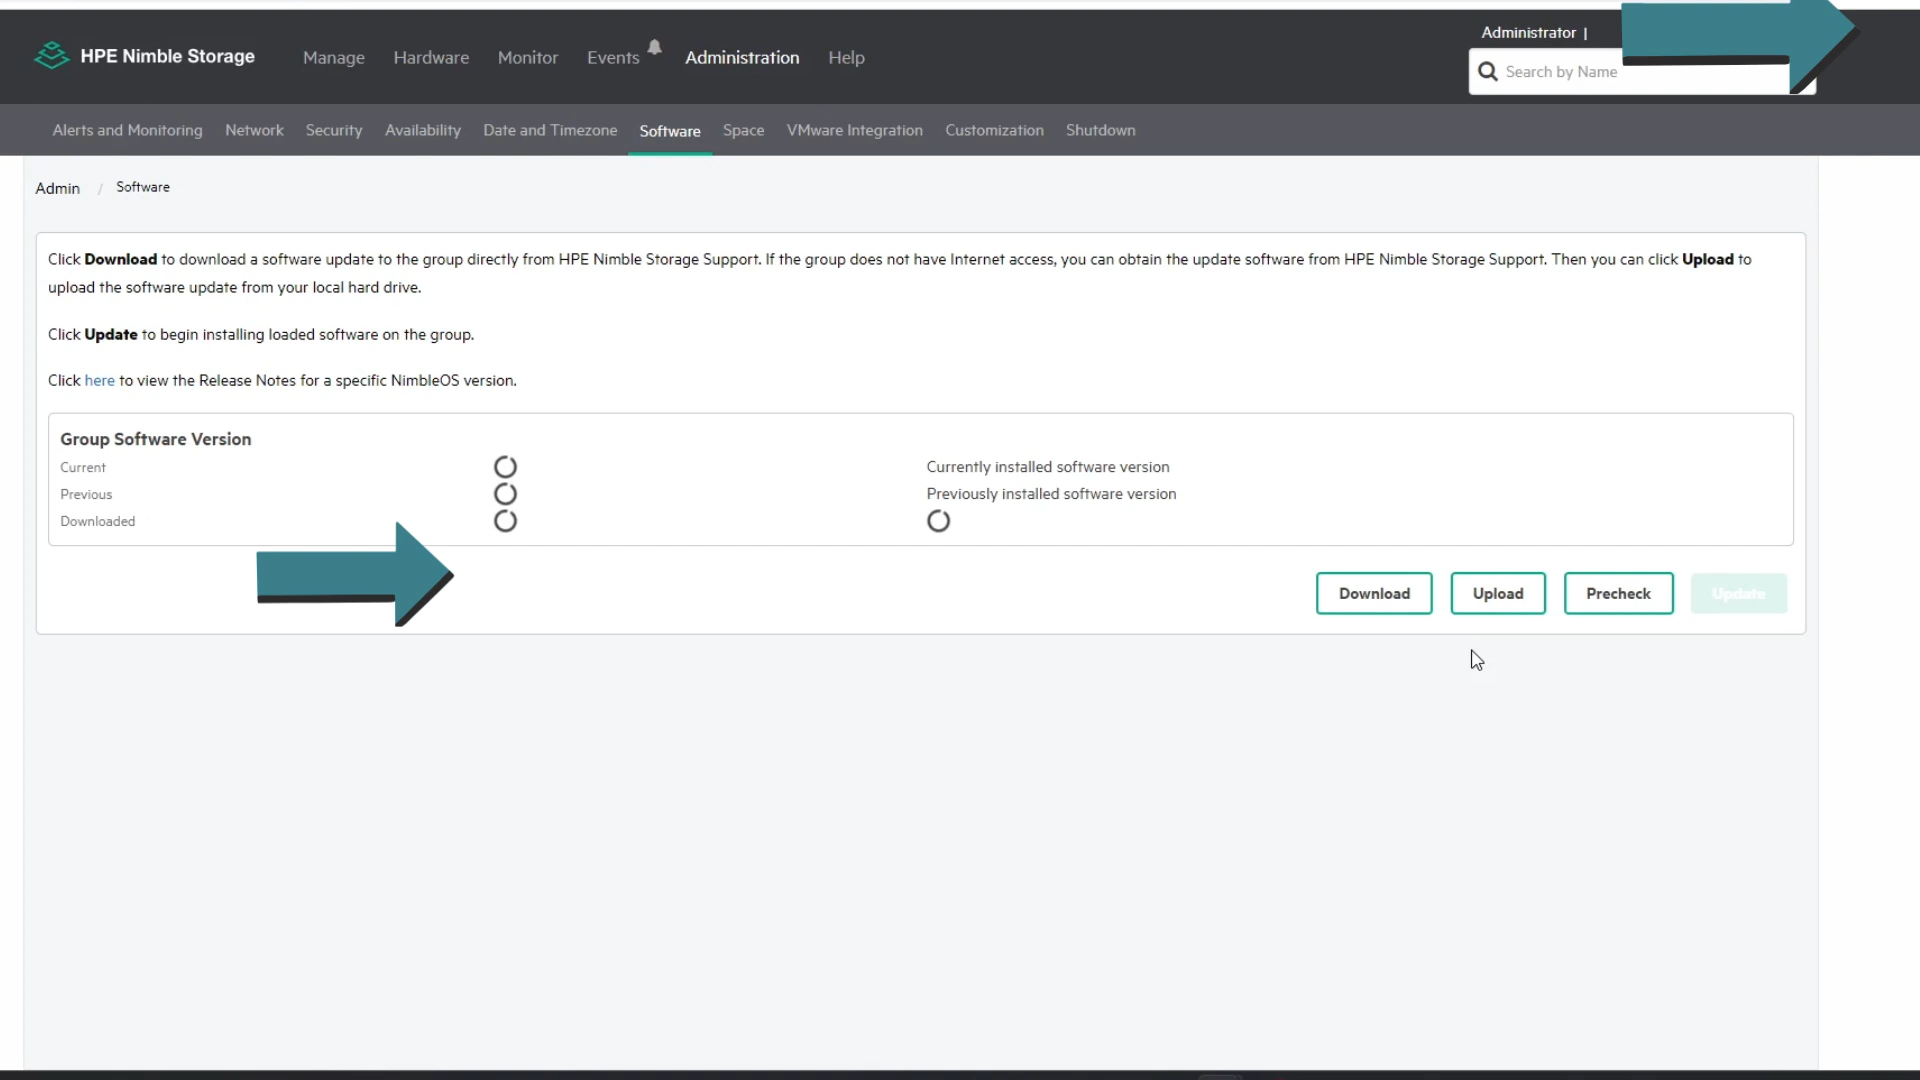 HPE Nimble Storage
Manage Hardware Monitor Events Administration Help
Administrator |
Search by Name
Alerts and Monitoring Network Security Availability Date and Timezone Software Space VMware Integration Customization Shutdown
Admin / Software
Click Download to download a software update to the group directly from HPE Nimble Storage Support. If the group does not have Internet access, you can obtain the update software from HPE Nimble Storage Support. Then you can click Upload to
upload the software update from your local hard drive.
Click Update to begin installing loaded software on the group.
Click here to view the Release Notes for a specific NimbleOS version.
Group Software Version
Current Currently installed software version
Previous Previously installed software version
Downloaded
Download Upload Precheck Update